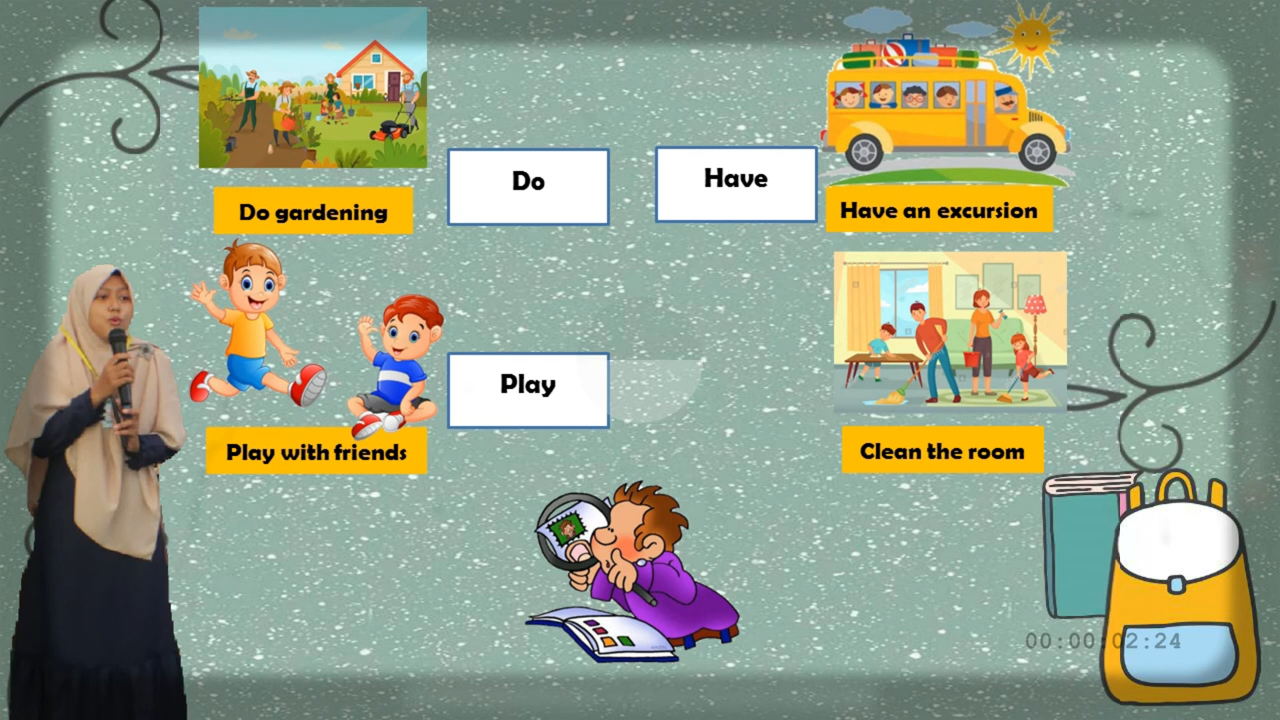 Do
Have
Do gardening
Have an excursion
Play
Play with friends
Clean the room
00:00:02:24